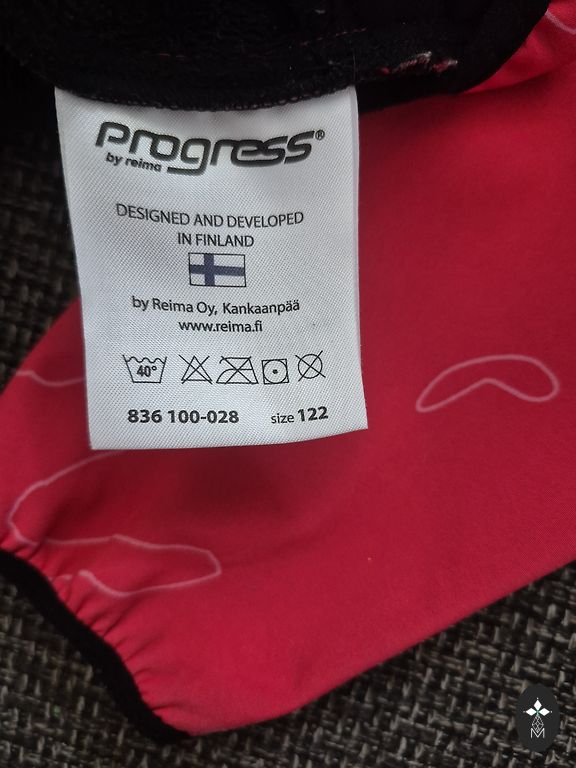 progress®
by reima
DESIGNED AND DEVELOPED
IN FINLAND
by Reima Oy, Kankaanpää
www.reima.fi
40°
836 100-028 size 122
M